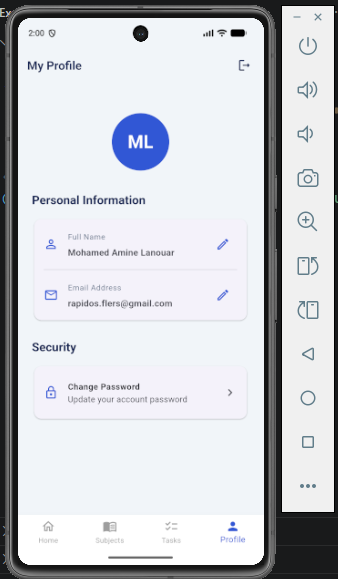 2:00
My Profile
ML
Personal Information
Full Name
Mohamed Amine Lanouar
Email Address
rapidos.flers@gmail.com
Security
Change Password
Update your account password
Home
Subjects
Tasks
Profile